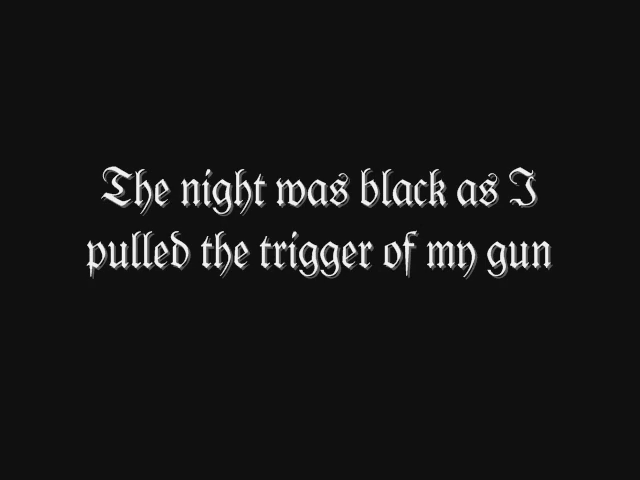 The night was black as I
pulled the trigger of my gun